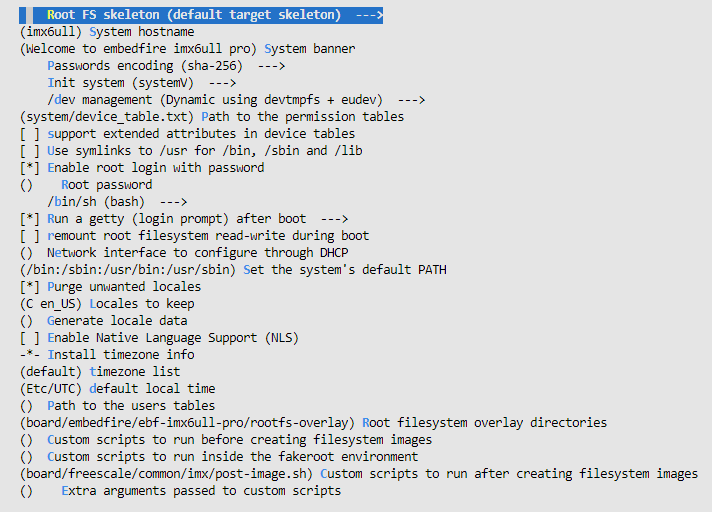 Root FS skeleton (default target skeleton)  --->
(imx6ull) System hostname
(Welcome to embedfire imx6ull pro) System banner
Passwords encoding (sha-256)  --->
Init system (systemV)  --->
/dev management (Dynamic using devtmpfs + eudev)  --->
(system/device_table.txt) Path to the permission tables
[ ] support extended attributes in device tables
[ ] Use symlinks to /usr for /bin, /sbin and /lib
[*] Enable root login with password
()    Root password
/bin/sh (bash)  --->
[*] Run a getty (login prompt) after boot  --->
[ ] remount root filesystem read-write during boot
()  Network interface to configure through DHCP
(/bin:/sbin:/usr/bin:/usr/sbin) Set the system's default PATH
[*] Purge unwanted locales
(C en_US) Locales to keep
()  Generate locale data
[ ] Enable Native Language Support (NLS)
-*- Install timezone info
(default) timezone list
(Etc/UTC) default local time
()  Path to the users tables
(board/embedfire/ebf-imx6ull-pro/rootfs-overlay) Root filesystem overlay directories
()  Custom scripts to run before creating filesystem images
()  Custom scripts to run inside the fakeroot environment
(board/freescale/common/imx/post-image.sh) Custom scripts to run after creating filesystem images
()    Extra arguments passed to custom scripts